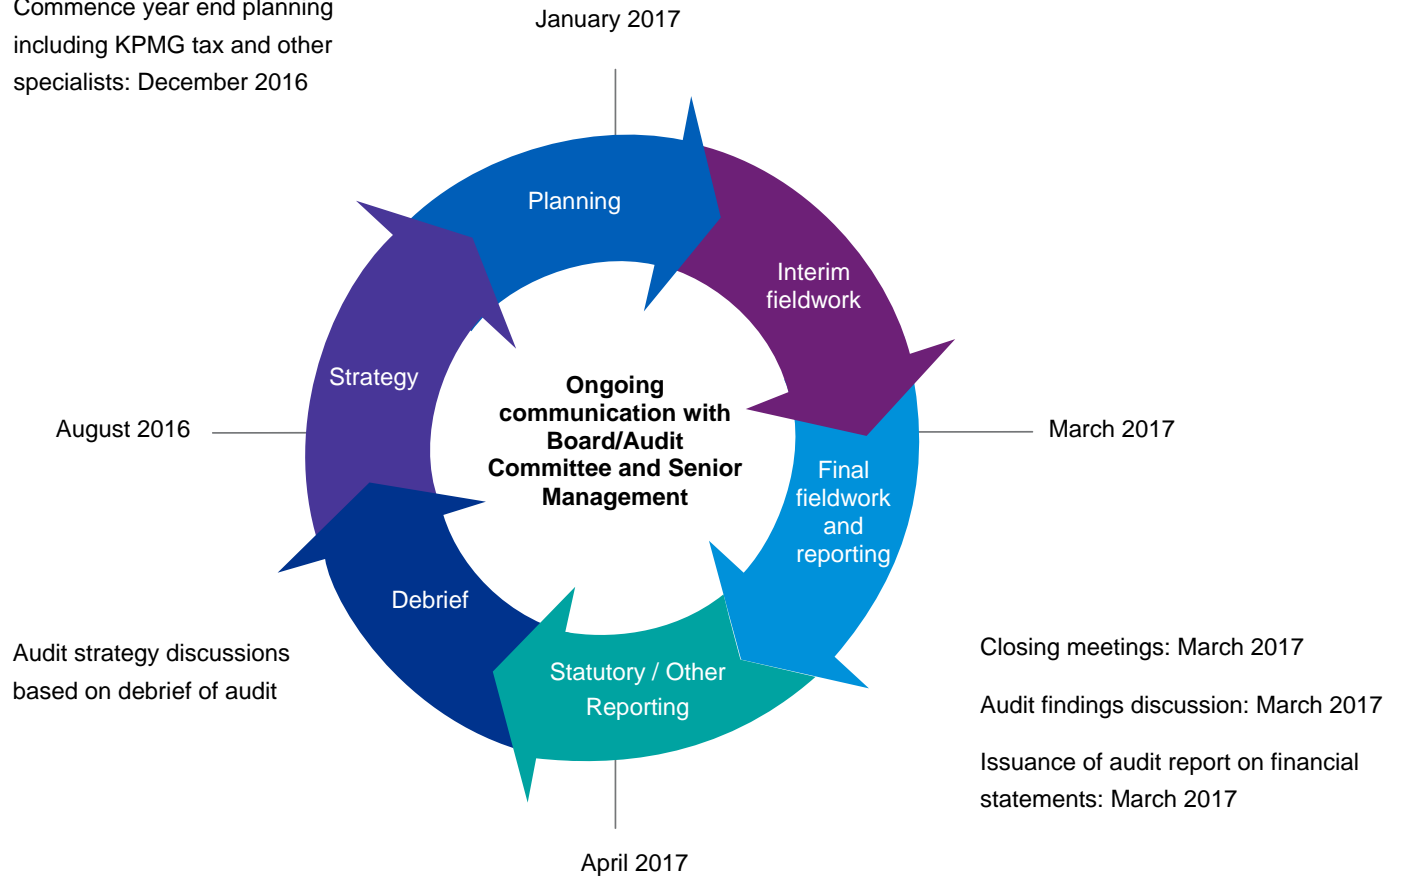 Commence year end planning
including KPMG tax and other
specialists: December 2016
January 2017
Planning
Interim
fieldwork
Strategy
August 2016
Ongoing
communication with
Board/Audit
Committee and Senior
Management
March 2017
Final
fieldwork
and
reporting
Debrief
Statutory / Other
Reporting
Audit strategy discussions
based on debrief of audit
Closing meetings: March 2017
Audit findings discussion: March 2017
Issuance of audit report on financial
statements: March 2017
April 2017